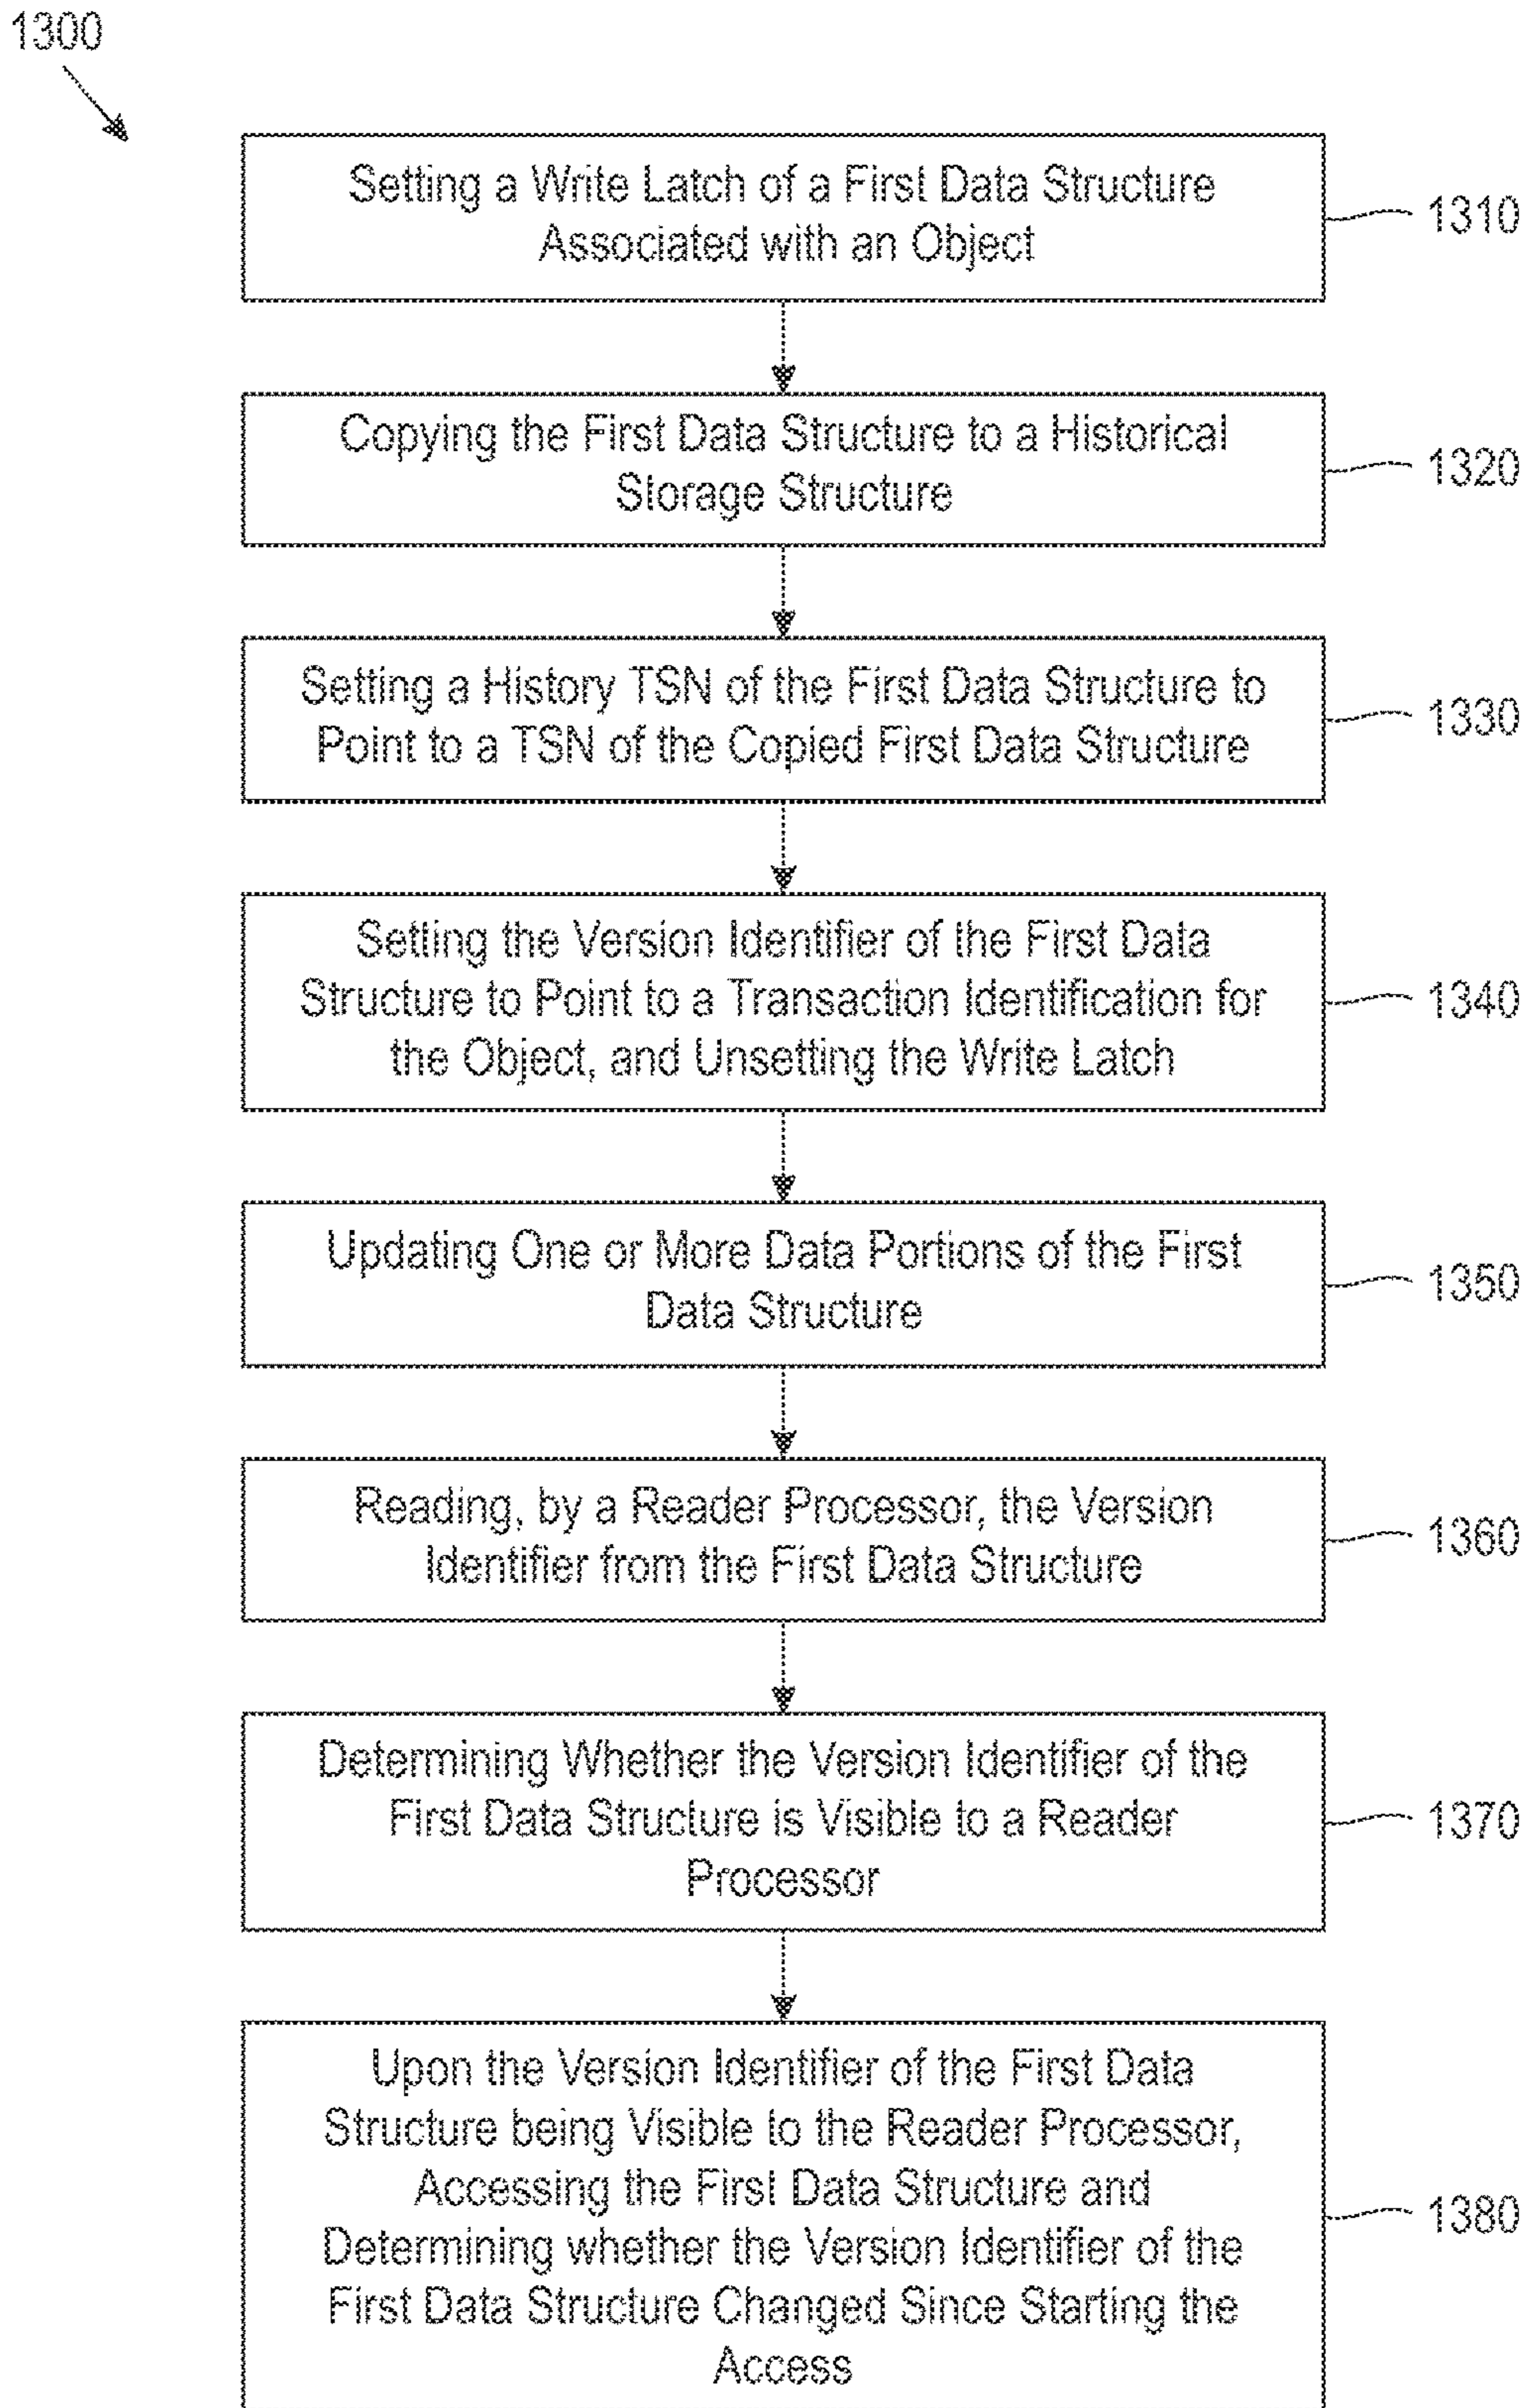 1300
Setting a Write Latch of a First Data Structure
Associated with an Object
1310
Copying the First Data Structure to a Historical
Storage Structure
1320
Setting a History TSN of the First Data Structure to
Point to a TSN of the Copied First Data Structure
1330
Setting the Version Identifier of the First Data
Structure to Point to a Transaction Identification for
the Object, and Unsetting the Write Latch
1340
Updating One or More Data Portions of the First
Data Structure
1350
Reading, by a Reader Processor, the Version
Identifier from the First Data Structure
1360
Determining Whether the Version Identifier of the
First Data Structure is Visible to a Reader
Processor
1370
Upon the Version Identifier of the First Data
Structure being Visible to the Reader Processor,
Accessing the First Data Structure and
Determining whether the Version Identifier of the
First Data Structure Changed Since Starting the
Access
1380